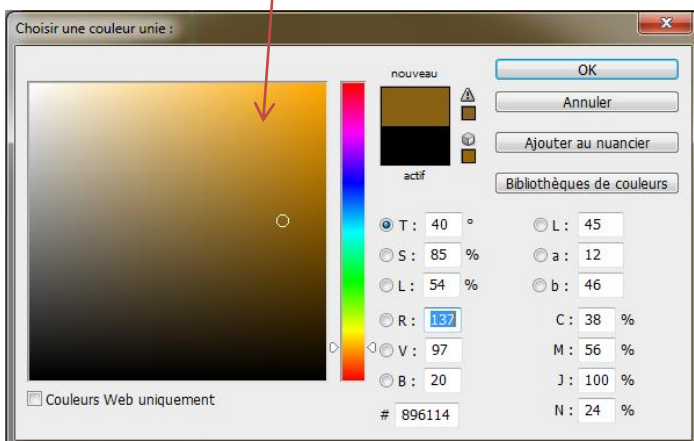 Choisir une couleur unie :
nouveau
actif
OK
Annuler
Ajouter au nuancier
Bibliothèques de couleurs
T : 40 °
S : 85 %
L : 54 %
R : 137
V : 97
B : 20
# 896114
L : 45
a : 12
b : 46
C : 38 %
M : 56 %
J : 100 %
N : 24 %
Couleurs Web uniquement